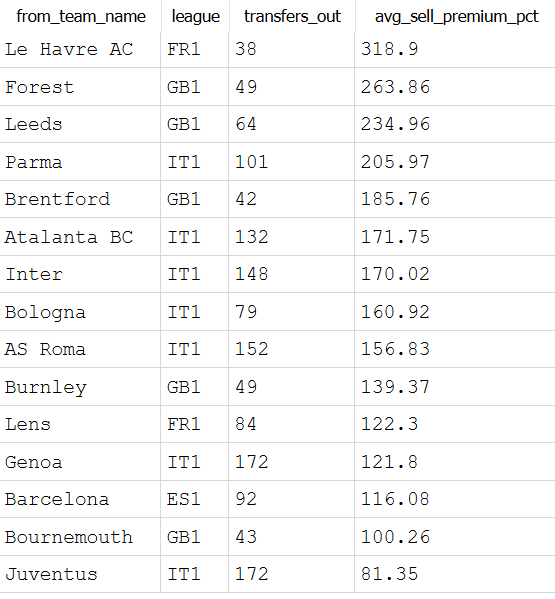 from_team_name league transfers_out avg_sell_premium_pct
Le Havre AC FR1 38 318.9
Forest GB1 49 263.86
Leeds GB1 64 234.96
Parma IT1 101 205.97
Brentford GB1 42 185.76
Atalanta BC IT1 132 171.75
Inter IT1 148 170.02
Bologna IT1 79 160.92
AS Roma IT1 152 156.83
Burnley GB1 49 139.37
Lens FR1 84 122.3
Genoa IT1 172 121.8
Barcelona ES1 92 116.08
Bournemouth GB1 43 100.26
Juventus IT1 172 81.35